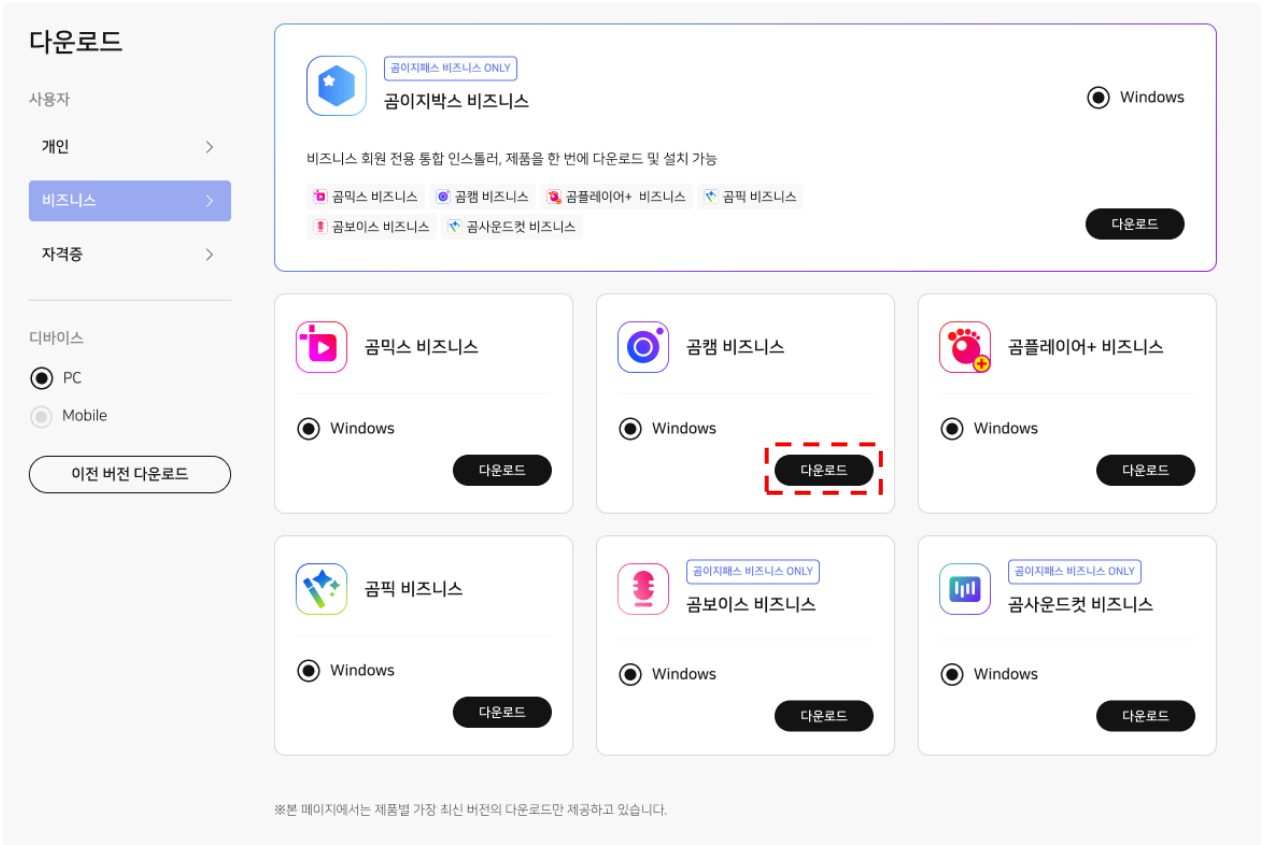 다운로드
사용자
개인
비즈니스
자격증
디바이스
PC
Mobile
이전 버전 다운로드
곰이지패스 비즈니스 ONLY
곰이지박스 비즈니스
Windows
비즈니스 회원 전용 통합 인스톨러, 제품을 한 번에 다운로드 및 설치 가능
곰믹스 비즈니스 곰캠 비즈니스 곰플레이어+ 비즈니스 곰픽 비즈니스
곰보이스 비즈니스 곰사운드컷 비즈니스
다운로드
곰믹스 비즈니스
Windows
다운로드
곰캠 비즈니스
Windows
다운로드
곰플레이어+ 비즈니스
Windows
다운로드
곰픽 비즈니스
Windows
다운로드
곰이지패스 비즈니스 ONLY
곰보이스 비즈니스
Windows
다운로드
곰이지패스 비즈니스 ONLY
곰사운드컷 비즈니스
Windows
다운로드
※본 페이지에서는 제품별 가장 최신 버전의 다운로드만 제공하고 있습니다.